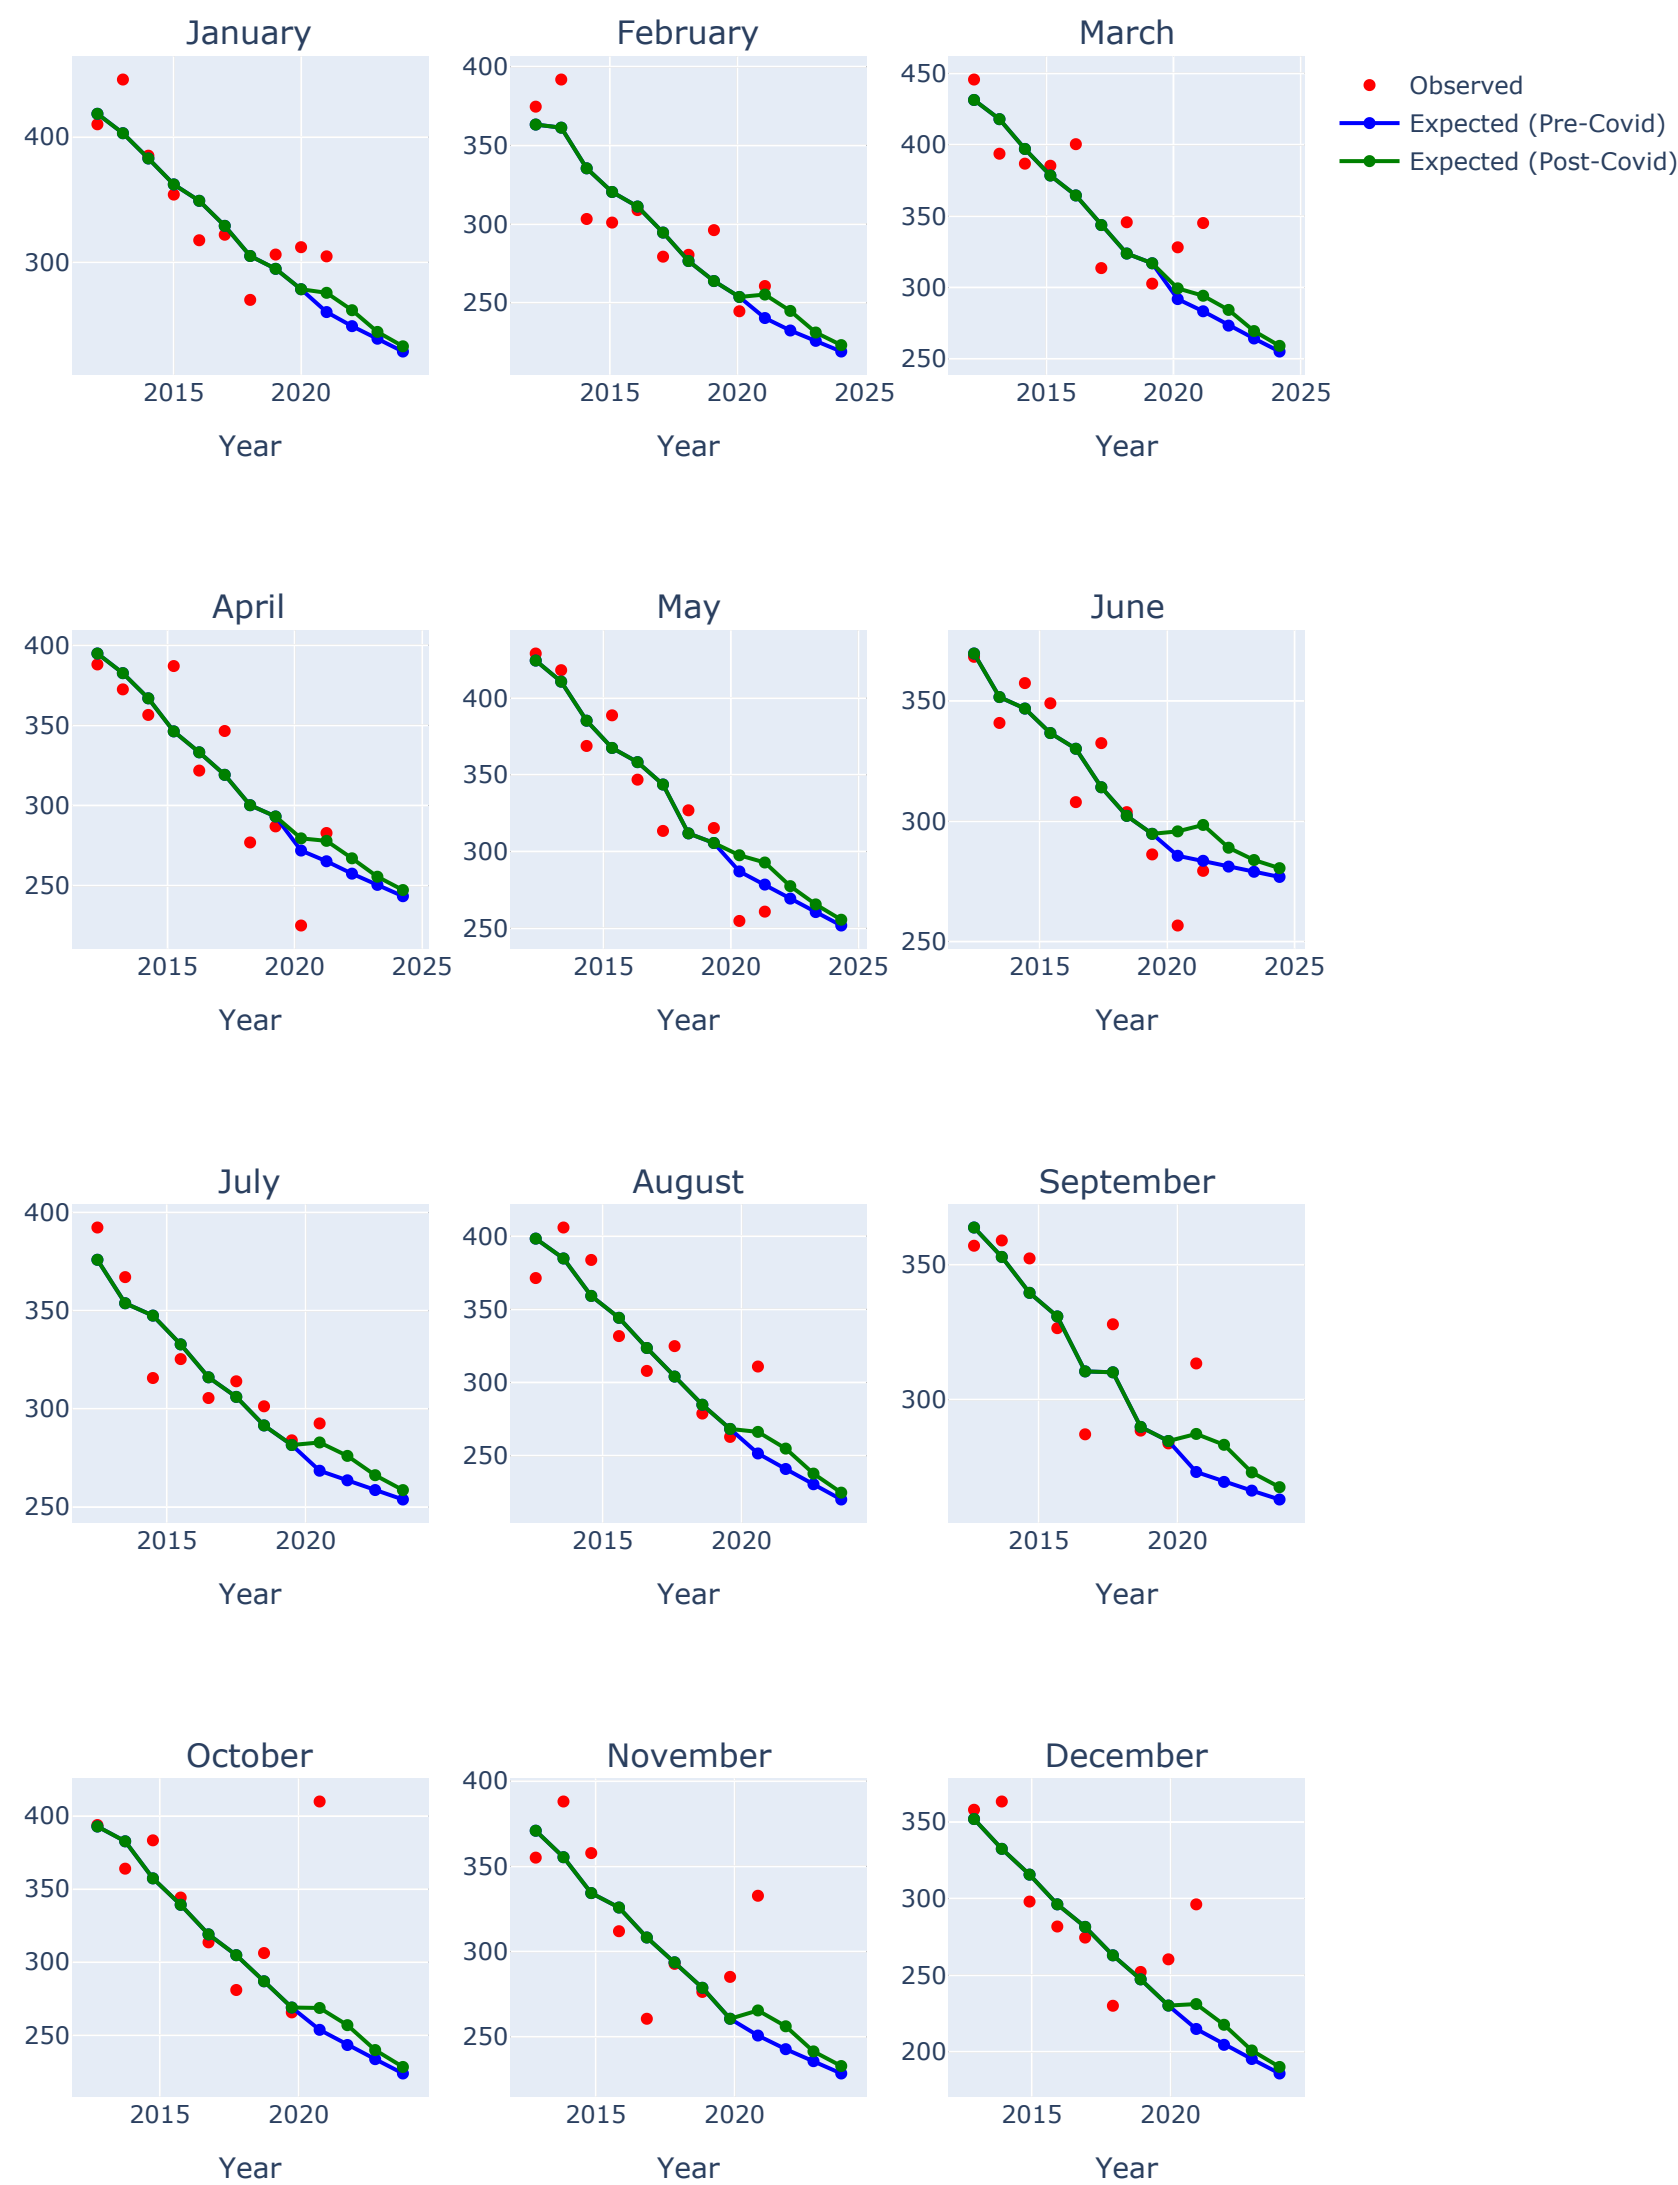 January
February
March
Observed
Expected (Pre-Covid)
Expected (Post-Covid)
400
300
2015
2020
Year
400
350
300
250
2015
2020
2025
Year
450
400
350
300
250
2015
2020
2025
Year
April
May
June
400
350
300
250
2015
2020
2025
Year
400
350
300
250
2015
2020
2025
Year
350
300
250
2015
2020
2025
Year
July
August
September
400
350
300
250
2015
2020
Year
400
350
300
250
2015
2020
Year
350
300
2015
2020
Year
October
November
December
400
350
300
250
2015
2020
Year
400
350
300
250
2015
2020
Year
350
300
250
200
2015
2020
Year